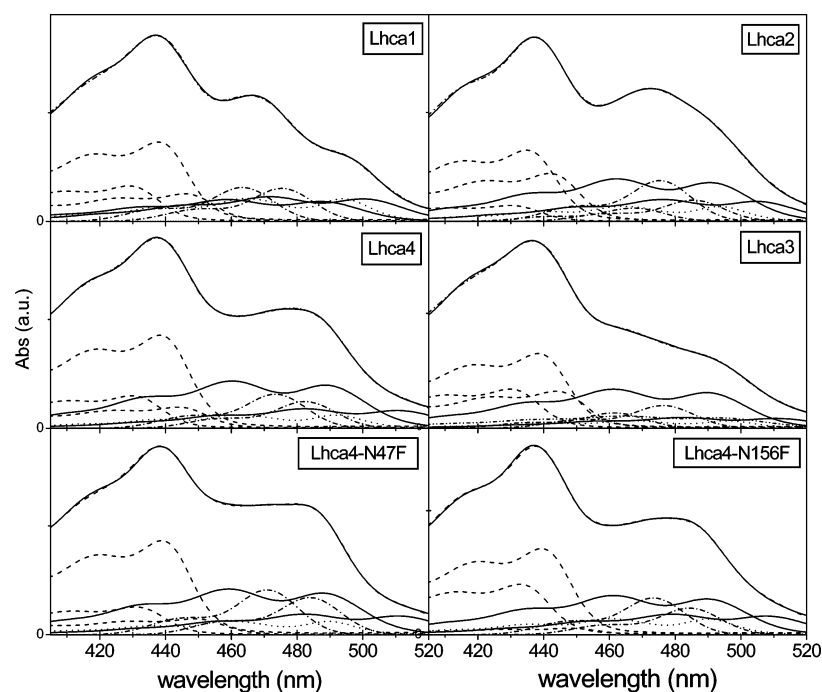 Lhca1
Lhca2
0
Lhca4
Lhca3
Abs (a.u.)
0
0
Lhca4-N47F
Lhca4-N156F
0
0
420 440 460 480 500 520 420 440 460 480 500 520
wavelength (nm) wavelength (nm)